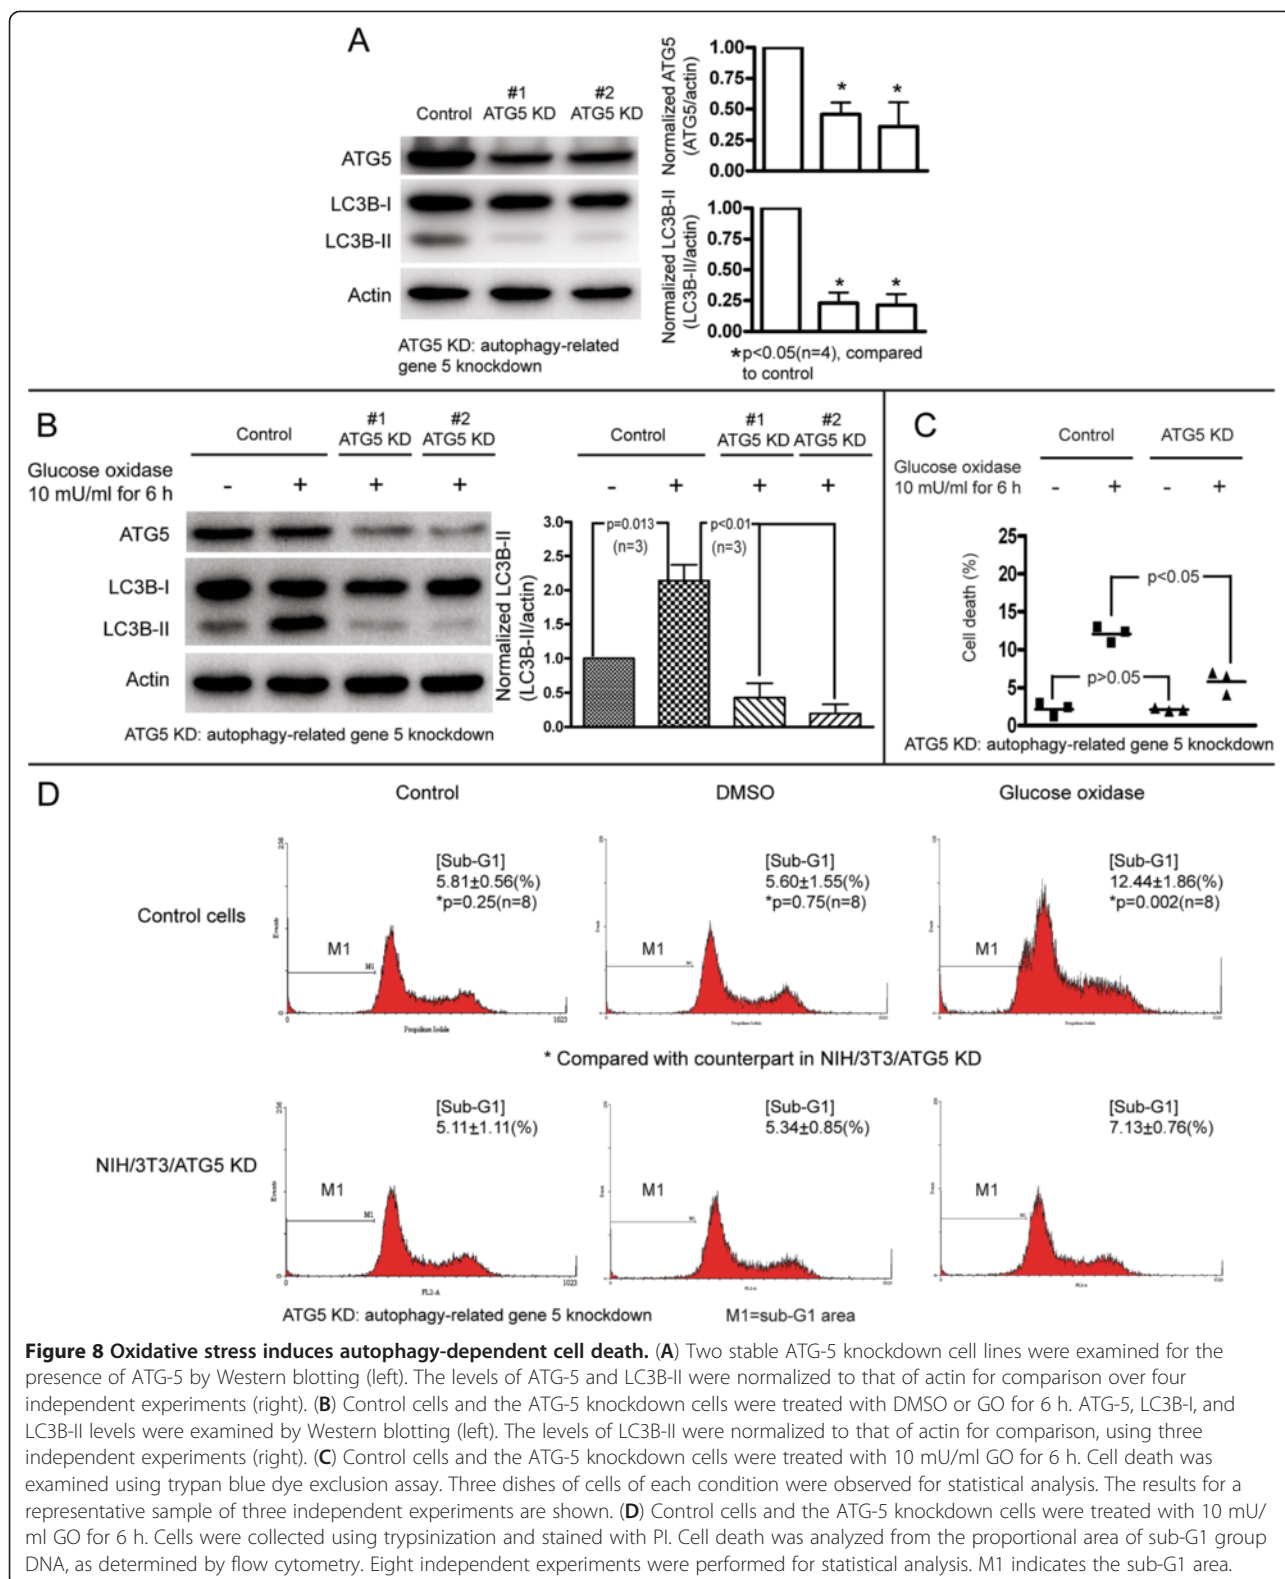 A
Control
#1
ATG5 KD
#2
ATG5 KD
ATG5
LC3B-I
LC3B-II
Actin
ATG5 KD: autophagy-related
gene 5 knockdown
Normalized ATG5
(ATG5/actin)
1.00
0.75
0.50
0.25
0.00
* *
Normalized LC3B-II
(LC3B-II/actin)
1.00
0.75
0.50
0.25
0.00
* *
*p<0.05(n=4), compared
to control
B
Control
#1
ATG5 KD
#2
ATG5 KD
Glucose oxidase
10 mU/ml for 6 h
- + + +
ATG5
LC3B-I
LC3B-II
Actin
ATG5 KD: autophagy-related gene 5 knockdown
Control
#1
ATG5 KD
#2
ATG5 KD
- + + +
Normalized LC3B-II
(LC3B-II/actin)
3.0
2.5
2.0
1.5
1.0
0.5
0.0
p=0.013
(n=3)
p<0.01
(n=3)
C
Control
ATG5 KD
Glucose oxidase
10 mU/ml for 6 h
- + - +
Cell death (%)
25
20
15
10
5
0
p<0.05
p>0.05
ATG5 KD: autophagy-related gene 5 knockdown
D
Control
DMSO
Glucose oxidase
Control cells
[Sub-G1]
5.81±0.56(%)
*p=0.25(n=8)
M1
M1
256
Events
0
1023
Propidium Iodide
[Sub-G1]
5.60±1.55(%)
*p=0.75(n=8)
M1
[Sub-G1]
12.44±1.86(%)
*p=0.002(n=8)
M1
* Compared with counterpart in NIH/3T3/ATG5 KD
NIH/3T3/ATG5 KD
[Sub-G1]
5.11±1.11(%)
M1
M1
256
Events
0
1023
FL2-A
[Sub-G1]
5.34±0.85(%)
M1
[Sub-G1]
7.13±0.76(%)
M1
ATG5 KD: autophagy-related gene 5 knockdown
M1=sub-G1 area
Figure 8 Oxidative stress induces autophagy-dependent cell death. (A) Two stable ATG-5 knockdown cell lines were examined for the
presence of ATG-5 by Western blotting (left). The levels of ATG-5 and LC3B-II were normalized to that of actin for comparison over four
independent experiments (right). (B) Control cells and the ATG-5 knockdown cells were treated with DMSO or GO for 6 h. ATG-5, LC3B-I, and
LC3B-II levels were examined by Western blotting (left). The levels of LC3B-II were normalized to that of actin for comparison, using three
independent experiments (right). (C) Control cells and the ATG-5 knockdown cells were treated with 10 mU/ml GO for 6 h. Cell death was
examined using trypan blue dye exclusion assay. Three dishes of cells of each condition were observed for statistical analysis. The results for a
representative sample of three independent experiments are shown. (D) Control cells and the ATG-5 knockdown cells were treated with 10 mU/
ml GO for 6 h. Cells were collected using trypsinization and stained with PI. Cell death was analyzed from the proportional area of sub-G1 group
DNA, as determined by flow cytometry. Eight independent experiments were performed for statistical analysis. M1 indicates the sub-G1 area.